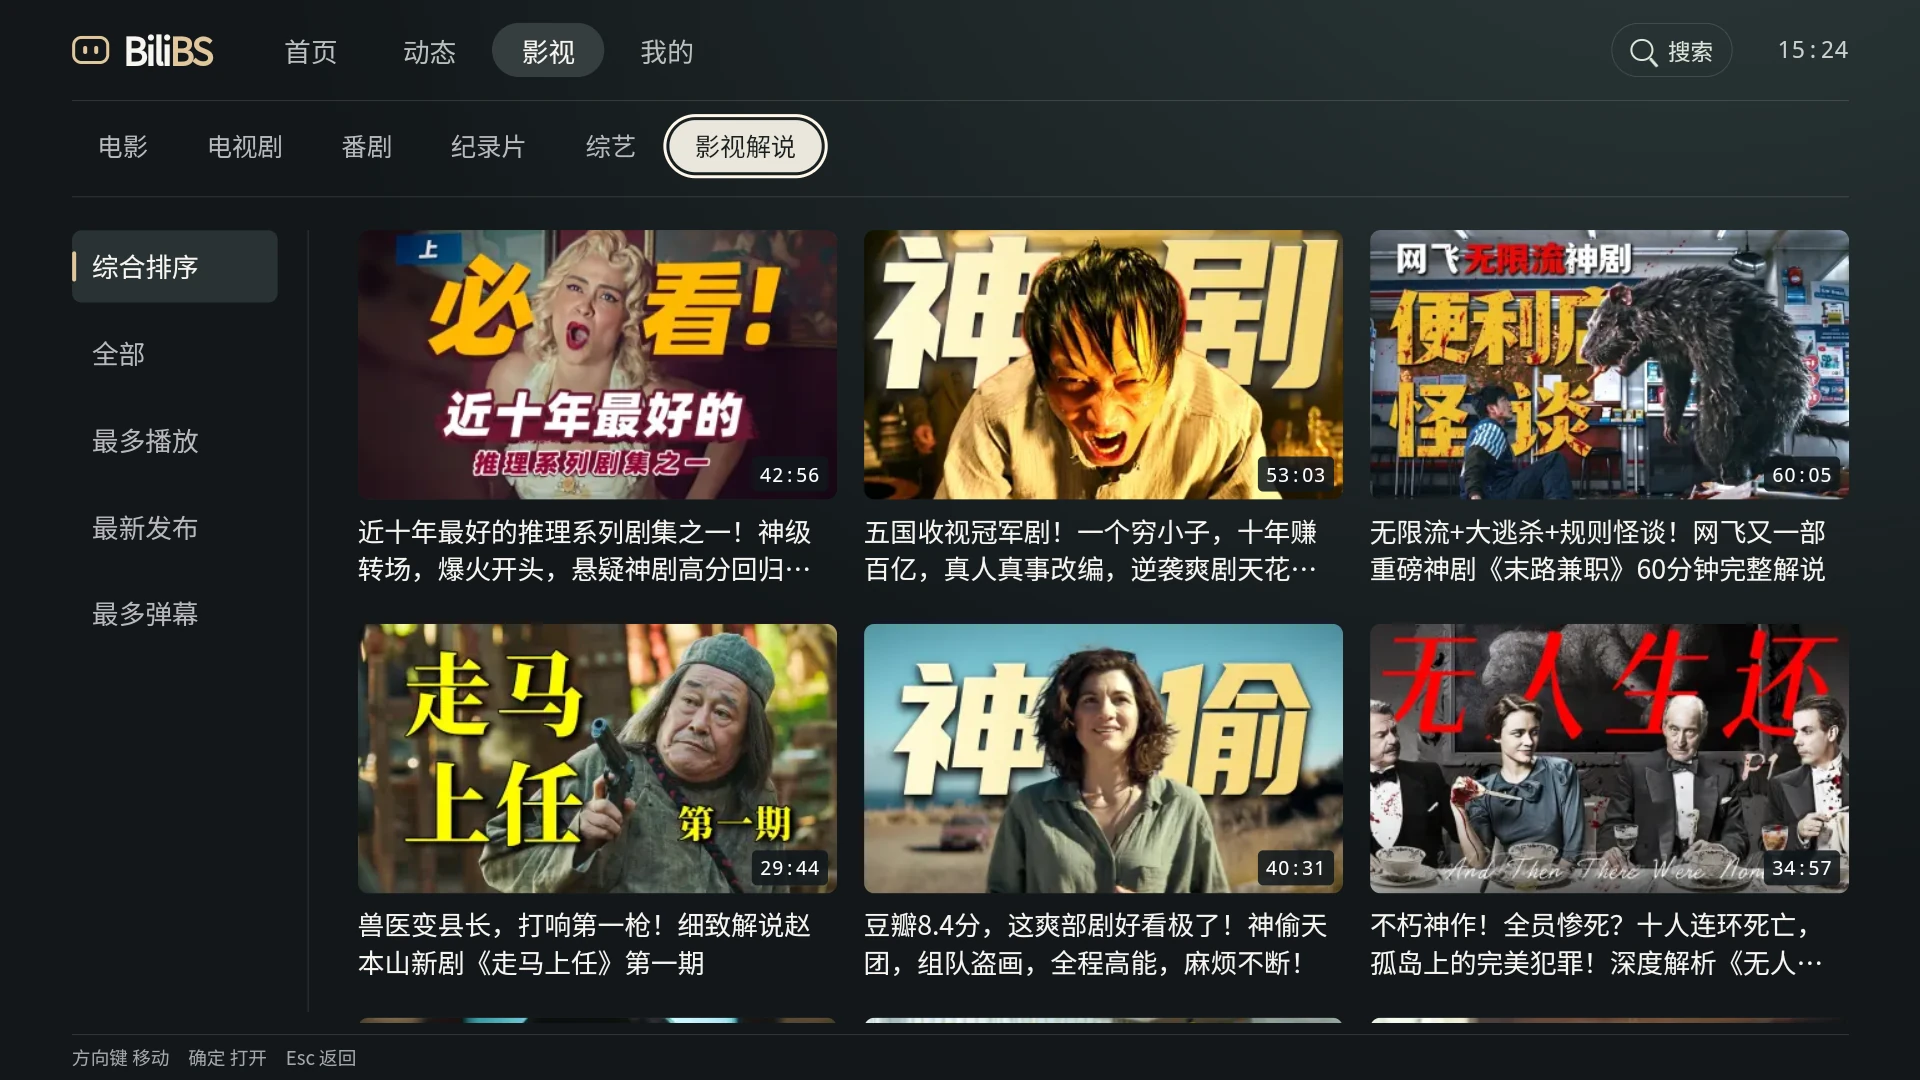 BiliBS
首页 动态 影视 我的
搜索
15:24
电影 电视剧 番剧 纪录片 综艺 影视解说
综合排序
全部
最多播放
最新发布
最多弹幕
上
必看!
近十年最好的
推理系列剧集之一
42:56
近十年最好的推理系列剧集之一！神级
转场，爆火开头，悬疑神剧高分回归…
神剧
53:03
五国收视冠军剧！一个穷小子，十年赚
百亿，真人真事改编，逆袭爽剧天花…
网飞无限流神剧
便利店
怪谈
60:05
无限流+大逃杀+规则怪谈！网飞又一部
重磅神剧《末路兼职》60分钟完整解说
走马
上任
第一期
29:44
兽医变县长，打响第一枪！细致解说赵
本山新剧《走马上任》第一期
神偷
40:31
豆瓣8.4分，这爽部剧好看极了！神偷天
团，组队盗画，全程高能，麻烦不断！
无人生还
P1
And Then There Were Non
34:57
不朽神作！全员惨死？十人连环死亡，
孤岛上的完美犯罪！深度解析《无人…
方向键 移动 确定 打开 Esc 返回